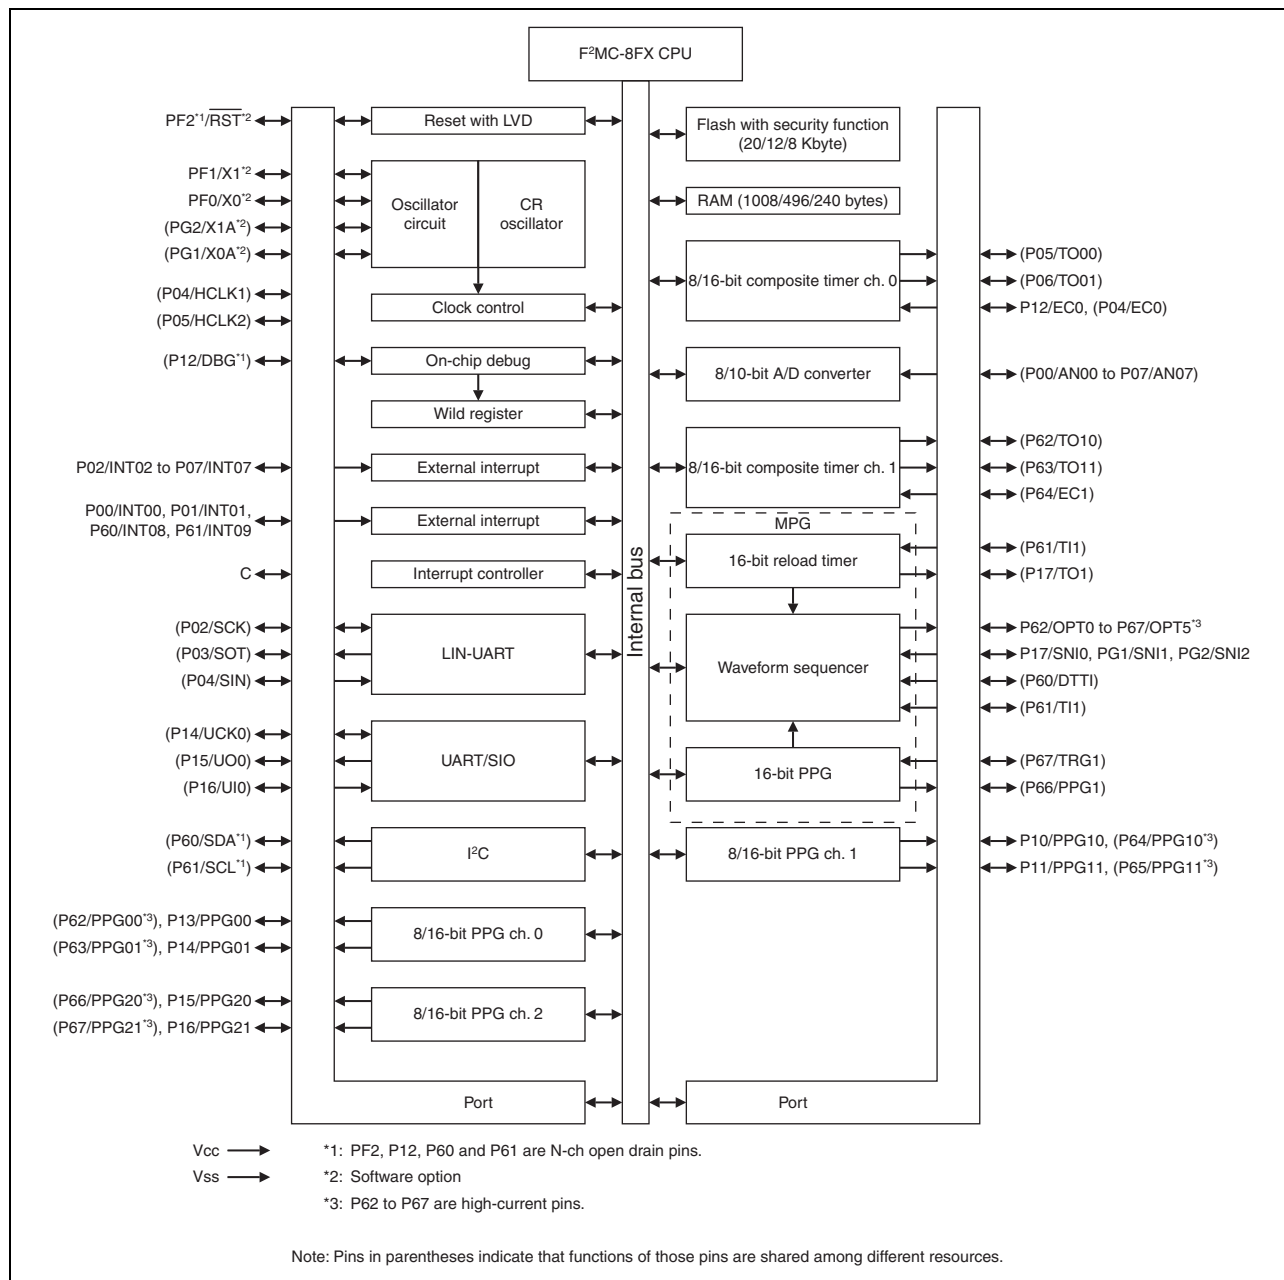 F²MC-8FX CPU
PF2*1/RST*2
Reset with LVD
Flash with security function
(20/12/8 Kbyte)
PF1/X1*2
PF0/X0*2
(PG2/X1A*2)
(PG1/X0A*2)
Oscillator
circuit
CR
oscillator
RAM (1008/496/240 bytes)
(P04/HCLK1)
(P05/HCLK2)
Clock control
8/16-bit composite timer ch. 0
(P05/TO00)
(P06/TO01)
P12/EC0, (P04/EC0)
(P12/DBG*1)
On-chip debug
Wild register
8/10-bit A/D converter
(P00/AN00 to P07/AN07)
P02/INT02 to P07/INT07
External interrupt
8/16-bit composite timer ch. 1
(P62/TO10)
(P63/TO11)
(P64/EC1)
P00/INT00, P01/INT01,
P60/INT08, P61/INT09
External interrupt
C
Interrupt controller
Internal bus
MPG
16-bit reload timer
(P61/TI1)
(P17/TO1)
(P02/SCK)
(P03/SOT)
(P04/SIN)
LIN-UART
Waveform sequencer
P62/OPT0 to P67/OPT5*3
P17/SNI0, PG1/SNI1, PG2/SNI2
(P60/DTTI)
(P61/TI1)
(P14/UCK0)
(P15/UO0)
(P16/UI0)
UART/SIO
16-bit PPG
(P67/TRG1)
(P66/PPG1)
(P60/SDA*1)
(P61/SCL*1)
I²C
8/16-bit PPG ch. 1
P10/PPG10, (P64/PPG10*3)
P11/PPG11, (P65/PPG11*3)
(P62/PPG00*3), P13/PPG00
(P63/PPG01*3), P14/PPG01
8/16-bit PPG ch. 0
(P66/PPG20*3), P15/PPG20
(P67/PPG21*3), P16/PPG21
8/16-bit PPG ch. 2
Port
Port
Vcc
Vss
*1: PF2, P12, P60 and P61 are N-ch open drain pins.
*2: Software option
*3: P62 to P67 are high-current pins.
Note: Pins in parentheses indicate that functions of those pins are shared among different resources.